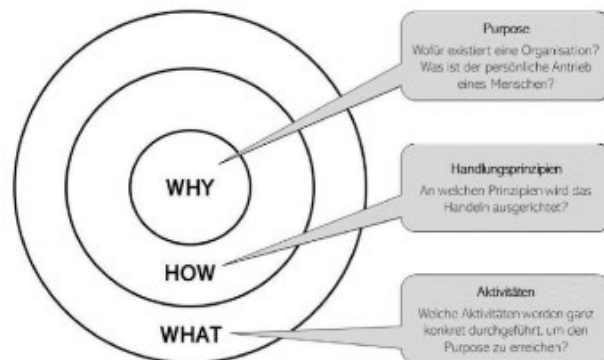 Purpose
Wofür existiert eine Organisation?
Was ist der persönliche Antrieb
eines Menschen?
WHY
Handlungsprinzipien
An welchen Prinzipien wird das
Handeln ausgerichtet?
HOW
Aktivitäten
Welche Aktivitäten werden ganz
konkret durchgeführt, um den
Purpose zu erreichen?
WHAT